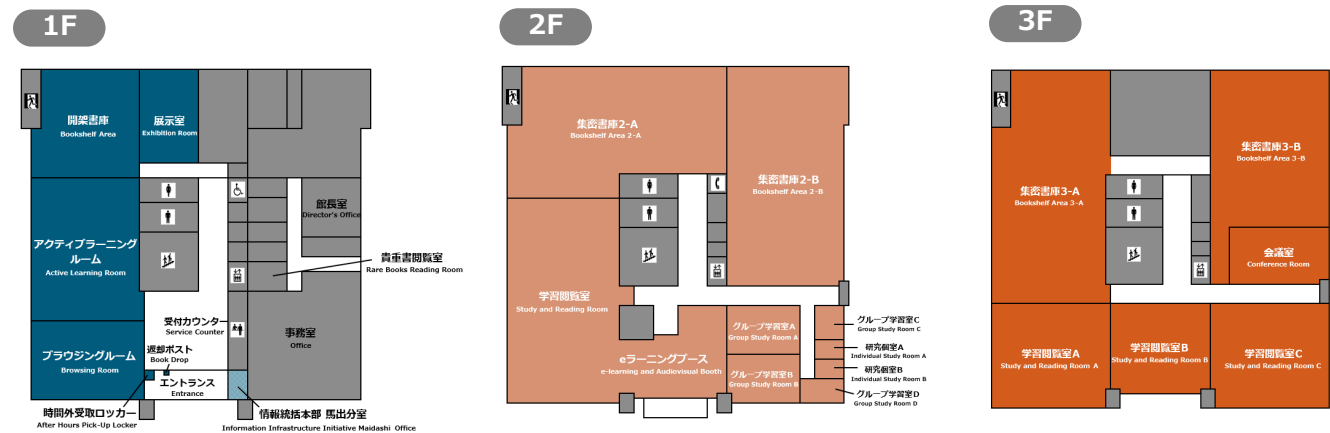 1F
開架書庫
Bookshelf Area
展示室
Exhibition Room
館長室
Director's Office
アクティブラーニング
ルーム
Active Learning Room
貴重書閲覧室
Rare Books Reading Room
受付カウンター
Service Counter
事務室
Office
ブラウジングルーム
Browsing Room
返却ポスト
Book Drop
エントランス
Entrance
時間外受取ロッカー
After Hours Pick-Up Locker
情報統括本部 馬出分室
Information Infrastructure Initiative Maidashi Office
2F
集密書庫2-A
Bookshelf Area 2-A
集密書庫2-B
Bookshelf Area 2-B
学習閲覧室
Study and Reading Room
eラーニングブース
e-learning and Audiovisual Booth
グループ学習室A
Group Study Room A
グループ学習室B
Group Study Room B
グループ学習室C
Group Study Room C
研究個室A
Individual Study Room A
研究個室B
Individual Study Room B
グループ学習室D
Group Study Room D
3F
集密書庫3-A
Bookshelf Area 3-A
集密書庫3-B
Bookshelf Area 3-B
会議室
Conference Room
学習閲覧室A
Study and Reading Room A
学習閲覧室B
Study and Reading Room B
学習閲覧室C
Study and Reading Room C